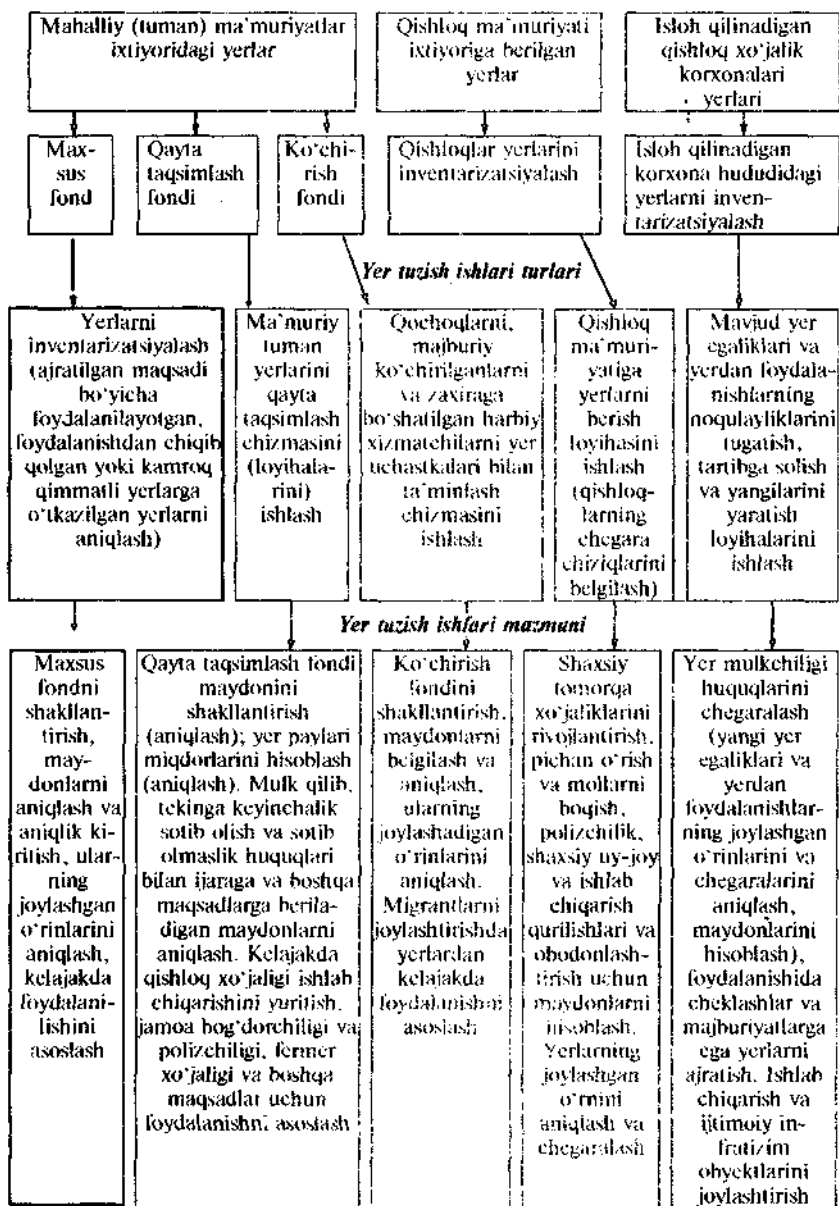 Mahalliy (tuman) ma`muriyatlar
ixtiyoridagi yerlar
Qishloq ma`muriyati
ixtiyoriga berilgan
yerlar
Isloh qilinadigan
qishloq xo‘jalik
korxonalari
yerlari
Max-
sus
fond
Qayta
taqsimlash
fondi
Ko‘chi-
rish
fondi
Qishloqlar yerlarini
inventarizatsiyalash
Isloh qilinadigan
korxona hududidagi
yerlarni inven-
tarizatsiyalash
Yer tuzish ishlari turlari
Yerlarni
inventarizatsiyalash
(ajratilgan maqsadi
bo‘yicha
foydalanilayotgan,
foydalanishdan chiqib
qolgan yoki kamroq
qimmatli yerlarga
o‘tkazilgan yerlarni
aniqlash)
Ma`muriy
tuman
yerlarini
qayta
taqsimlash
chizmasini
(loyihala-
rini)
ishlash
Qochoqlarni,
majburiy
ko‘chirilganlarni
va zaxiraga
bo‘shatilgan harbiy
xizmatchilarni yer
uchastkalari bilan
ta`minlash
chizmasini
ishlash
Qishloq
ma`muri-
yatiga
yerlarni
berish
loyihasini
ishlash
(qishloq-
larning
chegara
chiziqlarini
belgilash)
Mavjud yer
egaliklari va
yerdan foydala-
nishlarning
noqulayliklarini
tugatish,
tartibga solish
va yangilarini
yaratish
loyihalarini
ishlash
Yer tuzish ishlari mazmuni
Maxsus
fondni
shakllan-
tirish,
may-
donlarni
aniqlash va
aniqlik ki-
ritish, ular-
ning
joylashgan
o‘rinlarini
aniqlash,
kelajakda
foydalani-
lishini
asoslash
Qayta taqsimlash fondi
maydonini
shakllantirish
(aniqlash); yer paylari
miqdorlarini hisoblash
(aniqlash). Mulk qilib,
tekinga keyinchalik
sotib olish va sotib
olmaslik huquqlari
bilan ijaraga va boshqa
maqsadlarga berila-
digan maydonlarni
aniqlash. Kelajakda
qishloq xo‘jaligi ishlab
chiqarishini yuritish,
jamoa bog‘dorchiligi va
polizchiligi, fermer
xo‘jaligi va boshqa
maqsadlar uchun
foydalanishni asoslash
Ko‘chirish
fondini
shakllantirish,
maydonlarni
belgilash va
aniqlash,
ularning
joylashadigan
o‘rinlarini
aniqlash.
Migrantlarni
joylashtirishda
yerlardan
kelajakda
foydalanishni
asoslash
Shaxsiy
tomorqa
xo‘jaliklarini
rivojlantirish,
pichan o‘rish
va mollarni
boqish,
polizchilik,
shaxsiy uy-joy
va ishlab
chiqarish
qurilishlari va
obodonlash-
tirish uchun
maydonlarni
hisoblash.
Yerlarning
joylashgan
o‘rnini
aniqlash va
chegaralash
Yer mulkchiligi
huquqlarini
chegaralash
(yangi yer
egaliklari va
yerdan
foydalanishlar-
ning joylashgan
o‘rinlarini va
chegaralarini
aniqlash,
maydonlarini
hisoblash),
foydalanishida
cheklashlar va
majburiyatlarga
ega yerlarni
ajratish. Ishlab
chiqarish va
ijtimoiy in-
fratizim
obyektlarini
joylashtirish